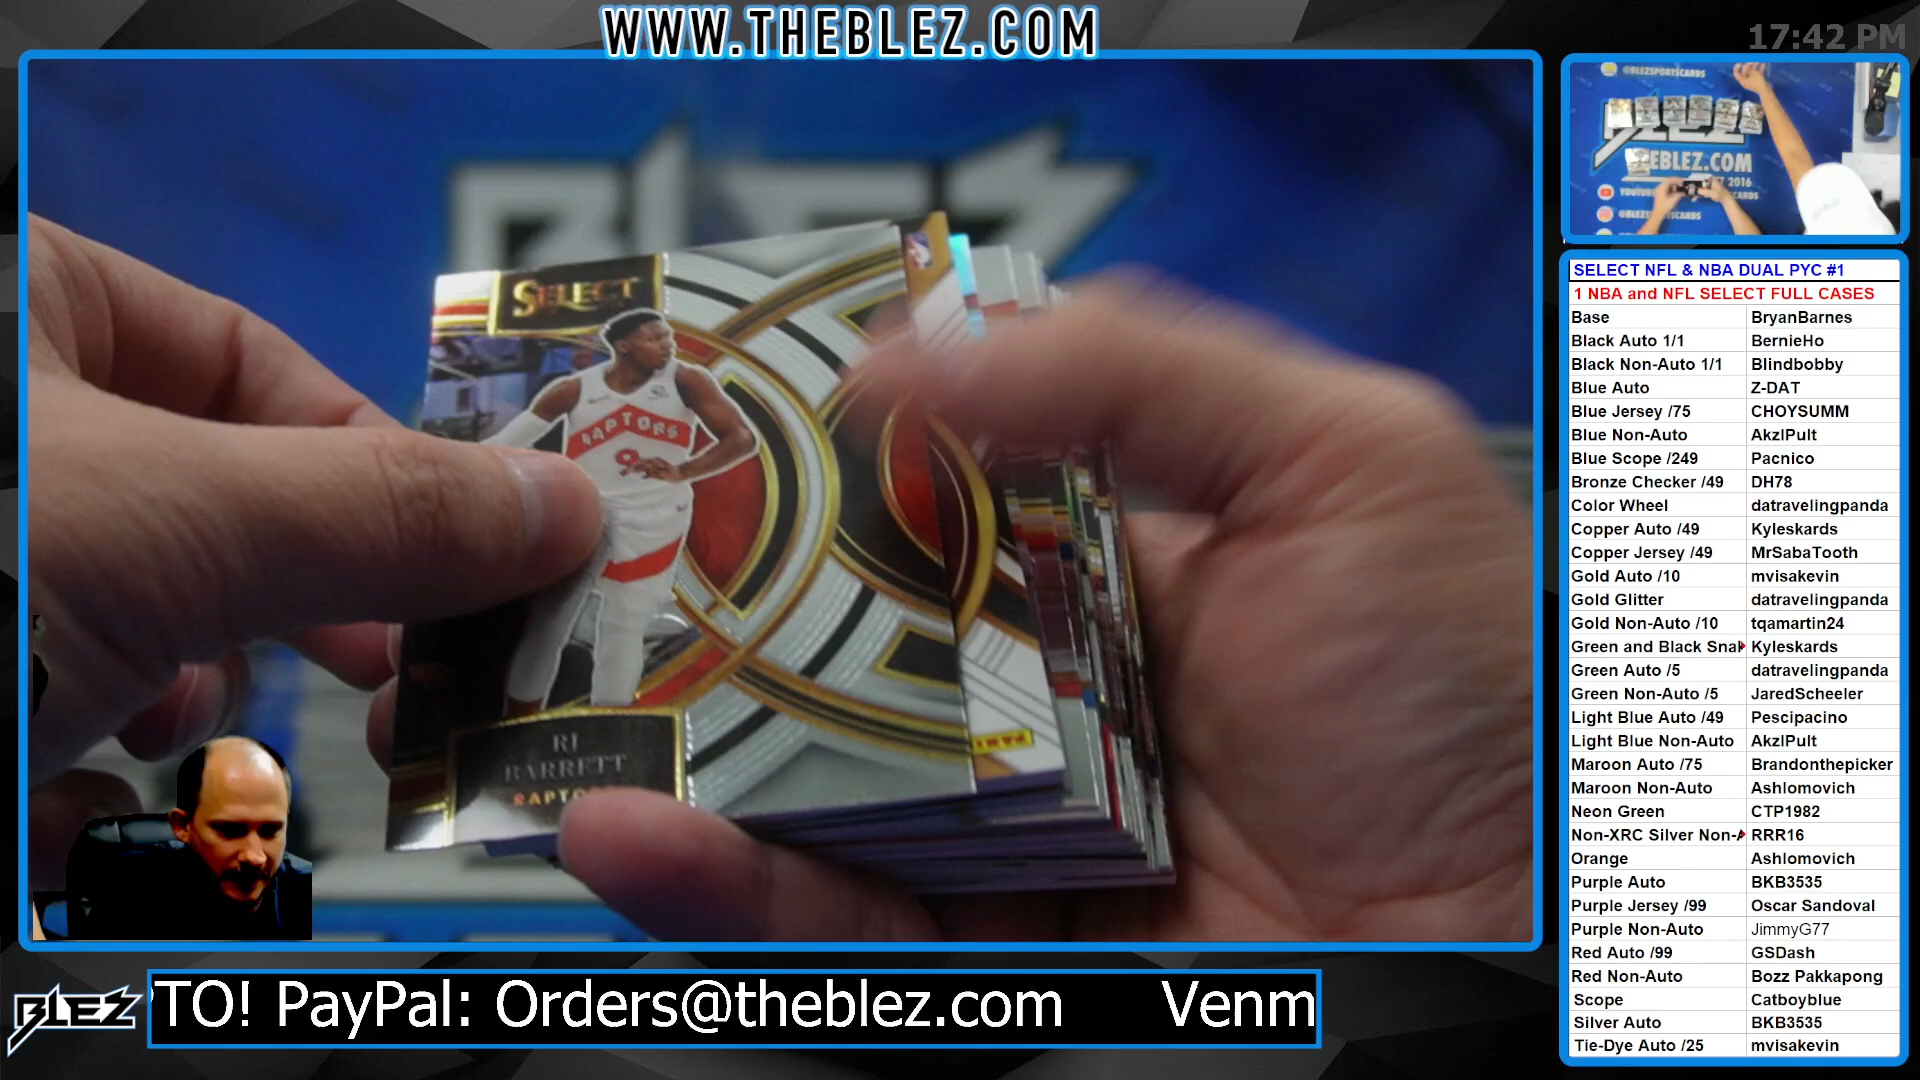 WWW.THEBLEZ.COM
17:42 PM
BLEZ
SELECT
RAPTORS
9
RJ
BARRETT
@BLEZSPORTSCARDS
BLEZ
THEBLEZ.COM
2016
SELECT NFL & NBA DUAL PYC #1
1 NBA and NFL SELECT FULL CASES
Base BryanBarnes
Black Auto 1/1 BernieHo
Black Non-Auto 1/1 Blindbobby
Blue Auto Z-DAT
Blue Jersey /75 CHOYSUMM
Blue Non-Auto AkzlPult
Blue Scope /249 Pacnico
Bronze Checker /49 DH78
Color Wheel datravelingpanda
Copper Auto /49 Kyleskards
Copper Jersey /49 MrSabaTooth
Gold Auto /10 mvisakevin
Gold Glitter datravelingpanda
Gold Non-Auto /10 tqamartin24
Green and Black Snak Kyleskards
Green Auto /5 datravelingpanda
Green Non-Auto /5 JaredScheeler
Light Blue Auto /49 Pescipacino
Light Blue Non-Auto AkzlPult
Maroon Auto /75 Brandonthepicker
Maroon Non-Auto Ashlomovich
Neon Green CTP1982
Non-XRC Silver Non-A RRR16
Orange Ashlomovich
Purple Auto BKB3535
Purple Jersey /99 Oscar Sandoval
Purple Non-Auto JimmyG77
Red Auto /99 GSDash
Red Non-Auto Bozz Pakkapong
Scope Catboyblue
Silver Auto BKB3535
Tie-Dye Auto /25 mvisakevin
BLEZ
TO! PayPal: Orders@theblez.com Venm